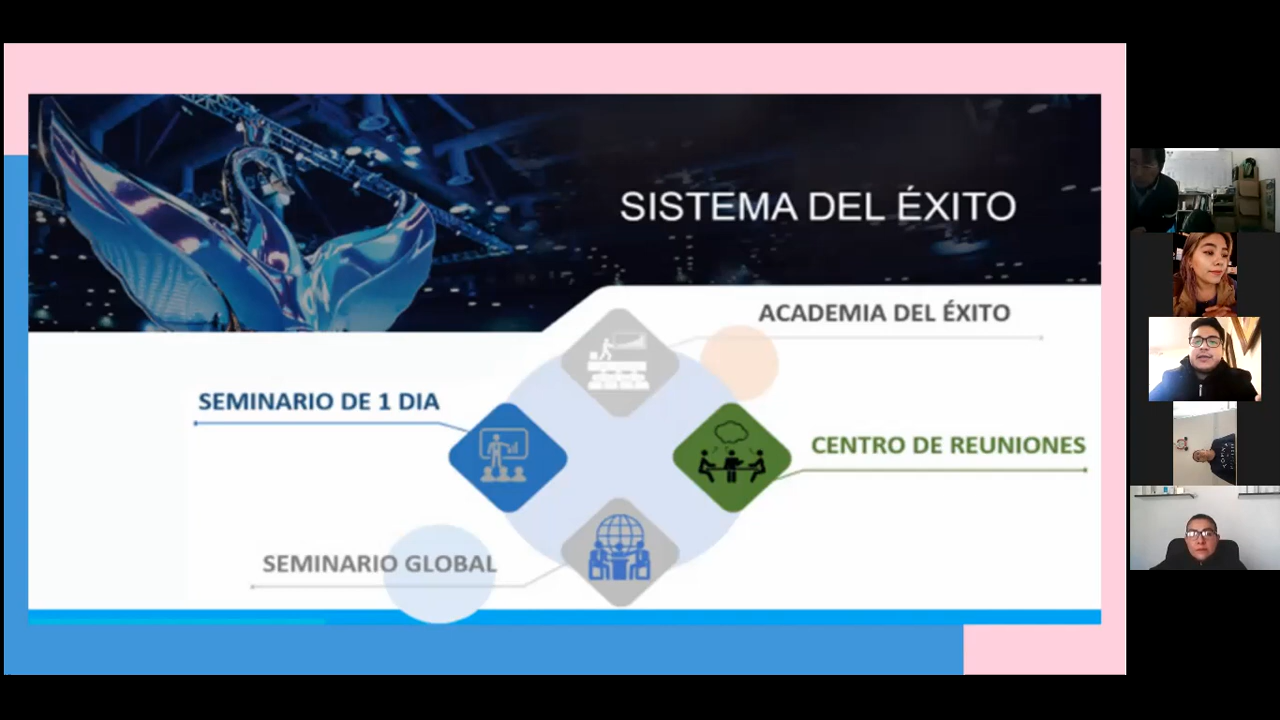 SISTEMA DEL ÉXITO
ACADEMIA DEL ÉXITO
SEMINARIO DE 1 DIA
CENTRO DE REUNIONES
SEMINARIO GLOBAL